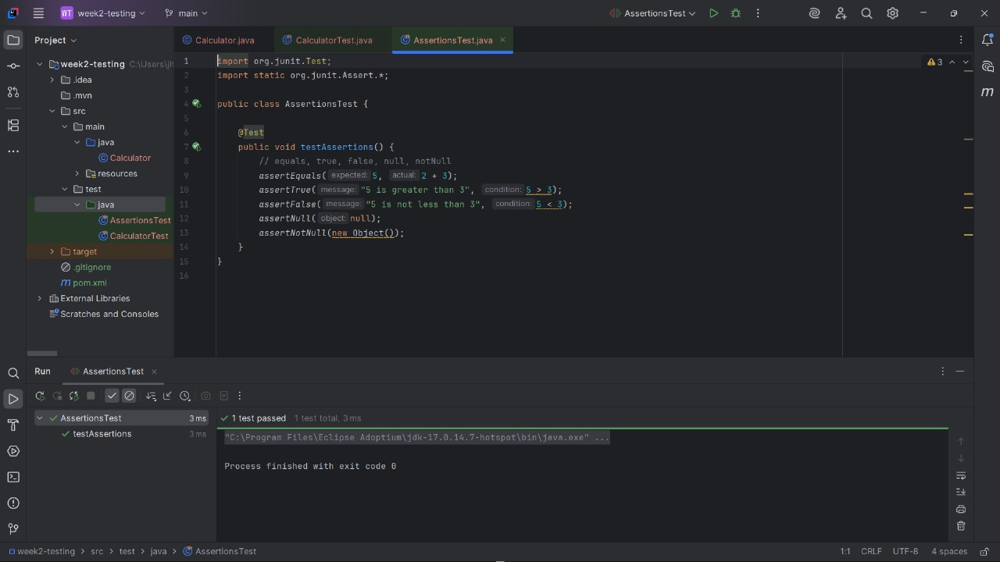 WT week2-testing main AssertionsTest
Project
Calculator.java CalculatorTest.java AssertionsTest.java
week2-testing C:\Users\ji
.idea
.mvn
src
main
java
Calculator
resources
test
java
AssertionsTest
CalculatorTest
target
.gitignore
m pom.xml
External Libraries
Scratches and Consoles
3
m
1 import org.junit.Test;
2 import static org.junit.Assert.*;
3
4 public class AssertionsTest {
5
6 @Test
7 public void testAssertions() {
8 // equals, true, false, null, notNull
9 assertEquals( expected: 5, actual: 2 + 3);
10 assertTrue( message: "5 is greater than 3", condition: 5 > 3);
11 assertFalse( message: "5 is not less than 3", condition: 5 < 3);
12 assertNull( object: null);
13 assertNotNull(new Object());
14 }
15 }
16
Run AssertionsTest
AssertionsTest 3 ms
testAssertions 3 ms
1 test passed 1 test total, 3 ms
"C:\Program Files\Eclipse Adoptium\jdk-17.0.14.7-hotspot\bin\java.exe" ...
Process finished with exit code 0
week2-testing > src > test > java > AssertionsTest 1:1 CRLF UTF-8 4 spaces